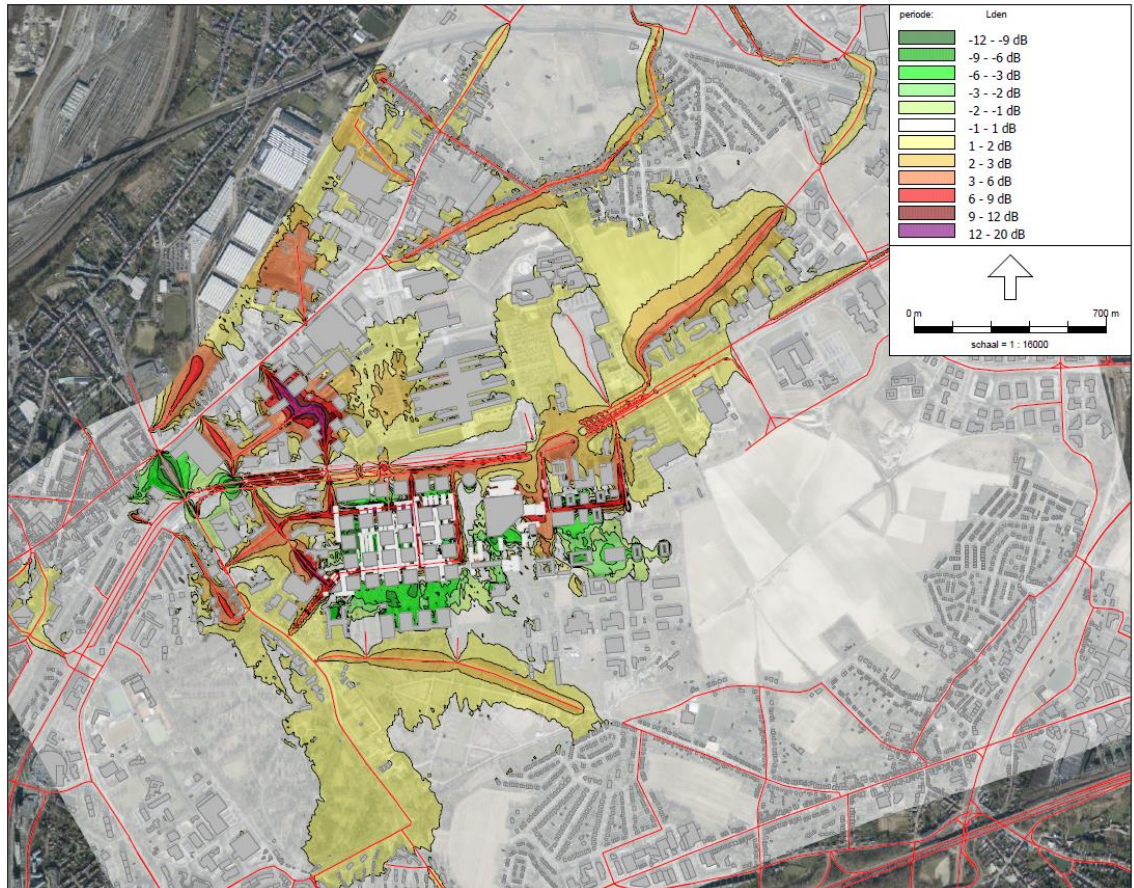 periode: Lden
-12 - -9 dB
-9 - -6 dB
-6 - -3 dB
-3 - -2 dB
-2 - -1 dB
-1 - 1 dB
1 - 2 dB
2 - 3 dB
3 - 6 dB
6 - 9 dB
9 - 12 dB
12 - 20 dB
0 m 700 m
schaal = 1 : 16000